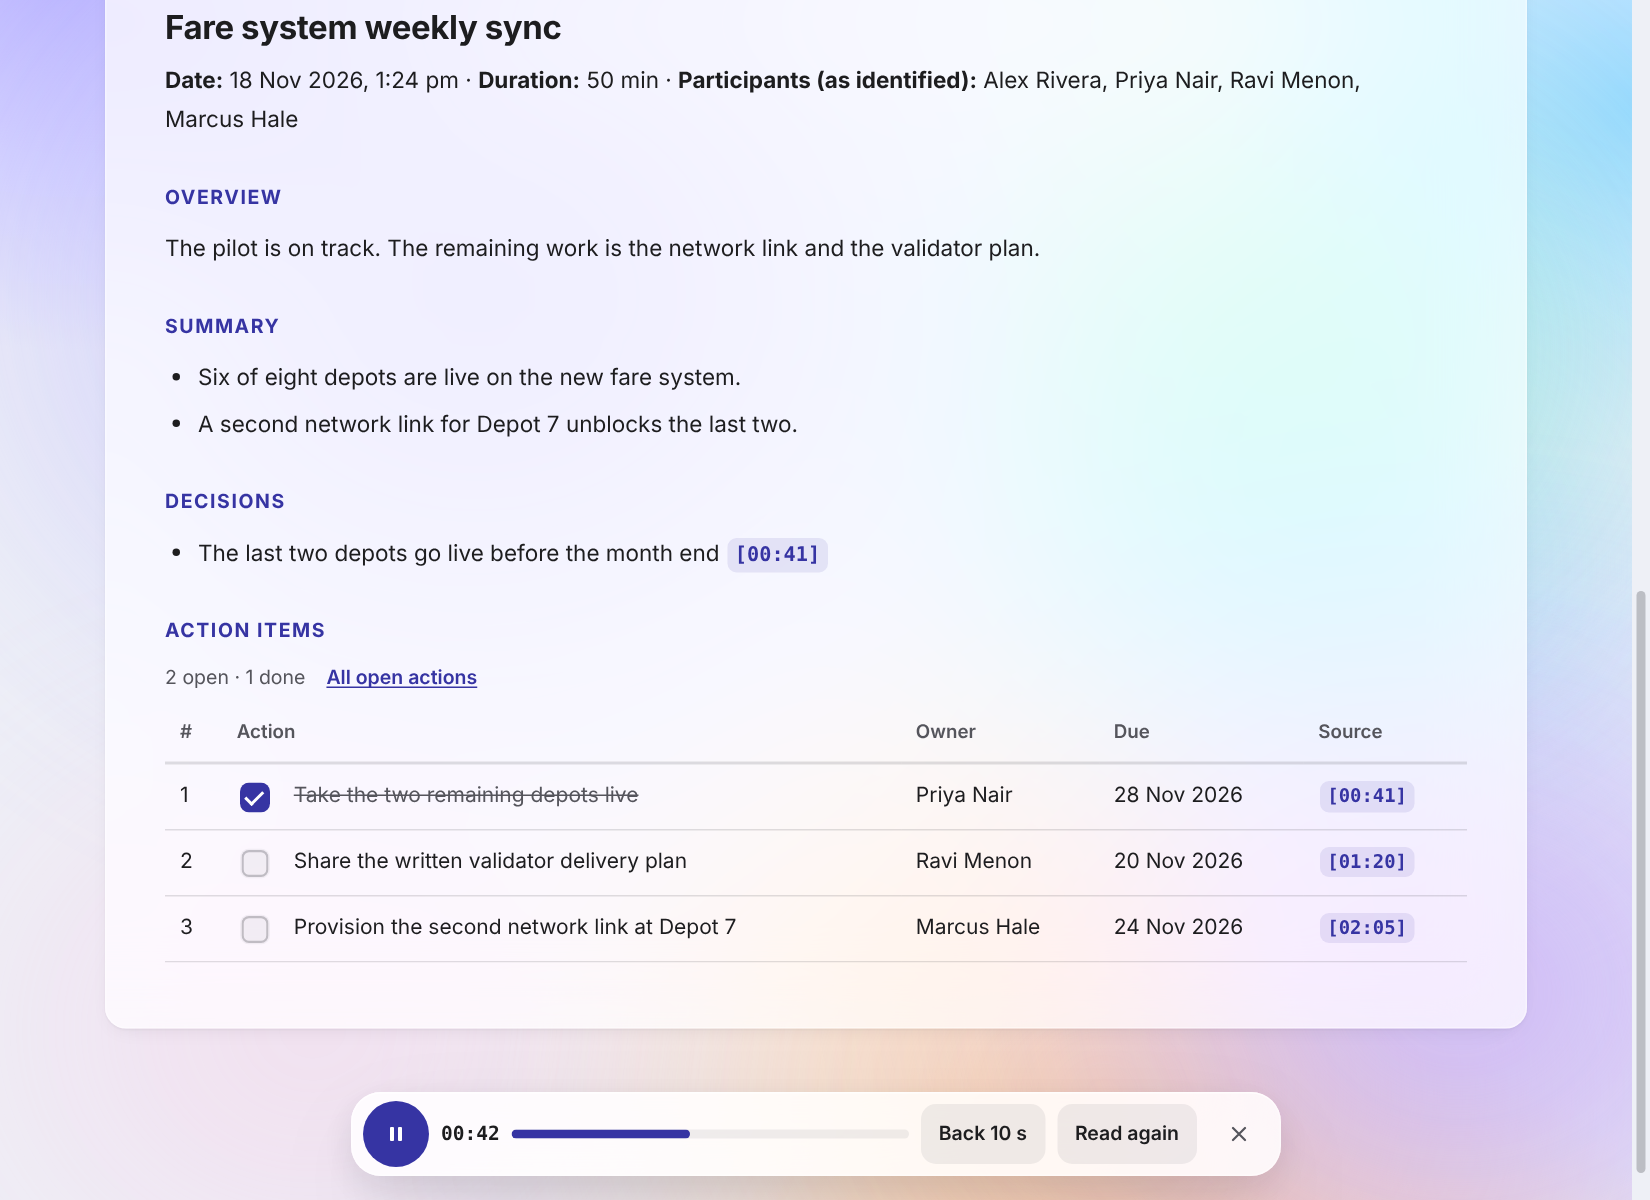 Fare system weekly sync
Date: 18 Nov 2026, 1:24 pm · Duration: 50 min · Participants (as identified): Alex Rivera, Priya Nair, Ravi Menon,
Marcus Hale
OVERVIEW
The pilot is on track. The remaining work is the network link and the validator plan.
SUMMARY
• Six of eight depots are live on the new fare system.
• A second network link for Depot 7 unblocks the last two.
DECISIONS
• The last two depots go live before the month end [00:41]
ACTION ITEMS
2 open · 1 done All open actions
# Action Owner Due Source
1 Take the two remaining depots live Priya Nair 28 Nov 2026 [00:41]
2 Share the written validator delivery plan Ravi Menon 20 Nov 2026 [01:20]
3 Provision the second network link at Depot 7 Marcus Hale 24 Nov 2026 [02:05]
00:42 Back 10 s Read again